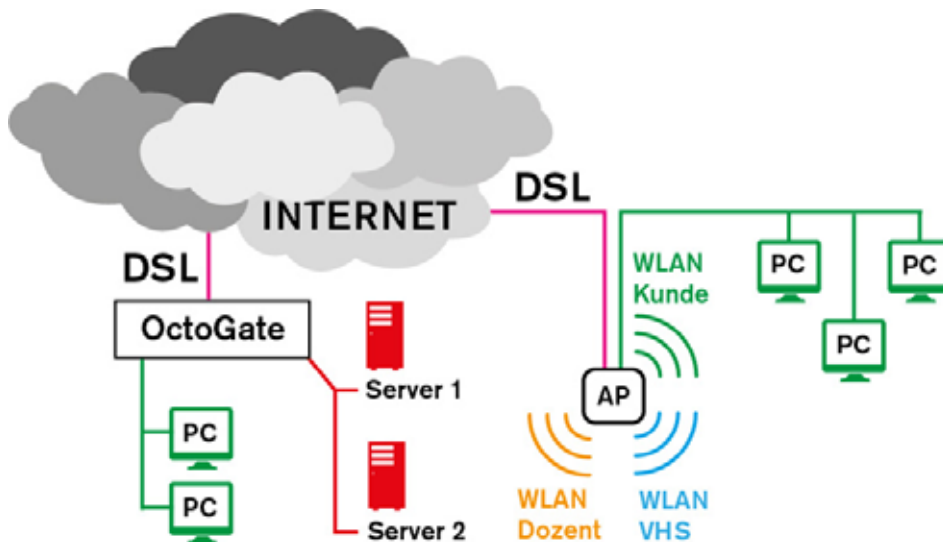 DSL
INTERNET
DSL
WLAN
Kunde
PC
PC
PC
OctoGate
Server 1
AP
PC
PC
Server 2
WLAN
Dozent
WLAN
VHS